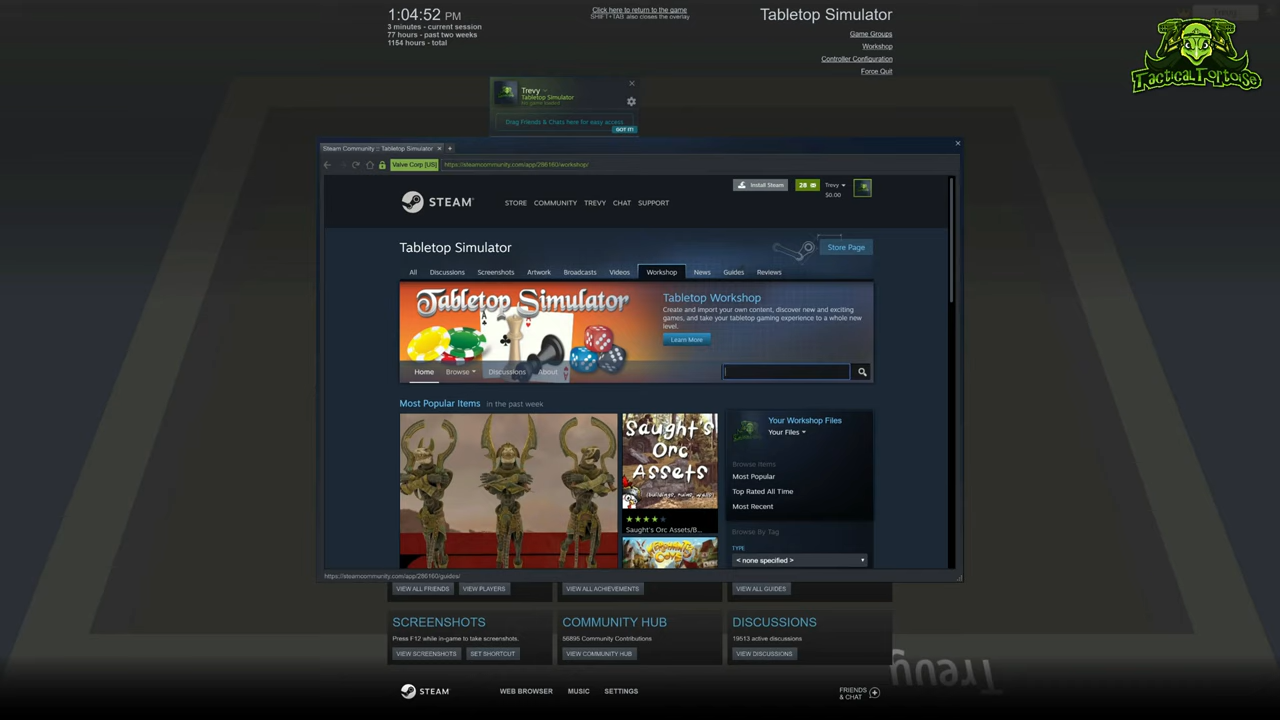 1:04:52 PM
3 minutes - current session
77 hours - past two weeks
1154 hours - total
Click here to return to the game
SHIFT+TAB also closes the overlay
Tabletop Simulator
Game Groups
Workshop
Controller Configuration
Force Quit
TacticalTortoise
Trevy
Tabletop Simulator
Drag Friends & Chats here for easy access
GOT IT!
Steam Community :: Tabletop Simulator
Valve Corp [US] https://steamcommunity.com/app/286160/workshop/
Install Steam
28
Trevy
$0.00
STEAM
STORE COMMUNITY TREVY CHAT SUPPORT
Tabletop Simulator
Store Page
All Discussions Screenshots Artwork Broadcasts Videos Workshop News Guides Reviews
Tabletop Simulator
Tabletop Workshop
Create and import your own content, discover new and exciting
games, and take your tabletop gaming experience to a whole new
level.
Learn More
Home Browse Discussions About
Most Popular Items in the past week
Saught's
Orc
Assets
(buildings, ruins, walls)
Saught's Orc Assets/B...
Your Workshop Files
Your Files
Browse Items
Most Popular
Top Rated All Time
Most Recent
Browse By Tag
TYPE
< none specified >
https://steamcommunity.com/app/286160/guides/
VIEW ALL FRIENDS VIEW PLAYERS VIEW ALL ACHIEVEMENTS VIEW ALL GUIDES
SCREENSHOTS
Press F12 while in-game to take screenshots.
VIEW SCREENSHOTS SET SHORTCUT
COMMUNITY HUB
56895 Community Contributions
VIEW COMMUNITY HUB
DISCUSSIONS
19513 active discussions
VIEW DISCUSSIONS
Trevy
STEAM
WEB BROWSER MUSIC SETTINGS
FRIENDS
& CHAT